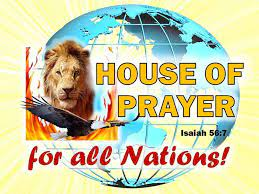 HOUSE OF
PRAYER
Isaiah 56:7.
for all Nations!